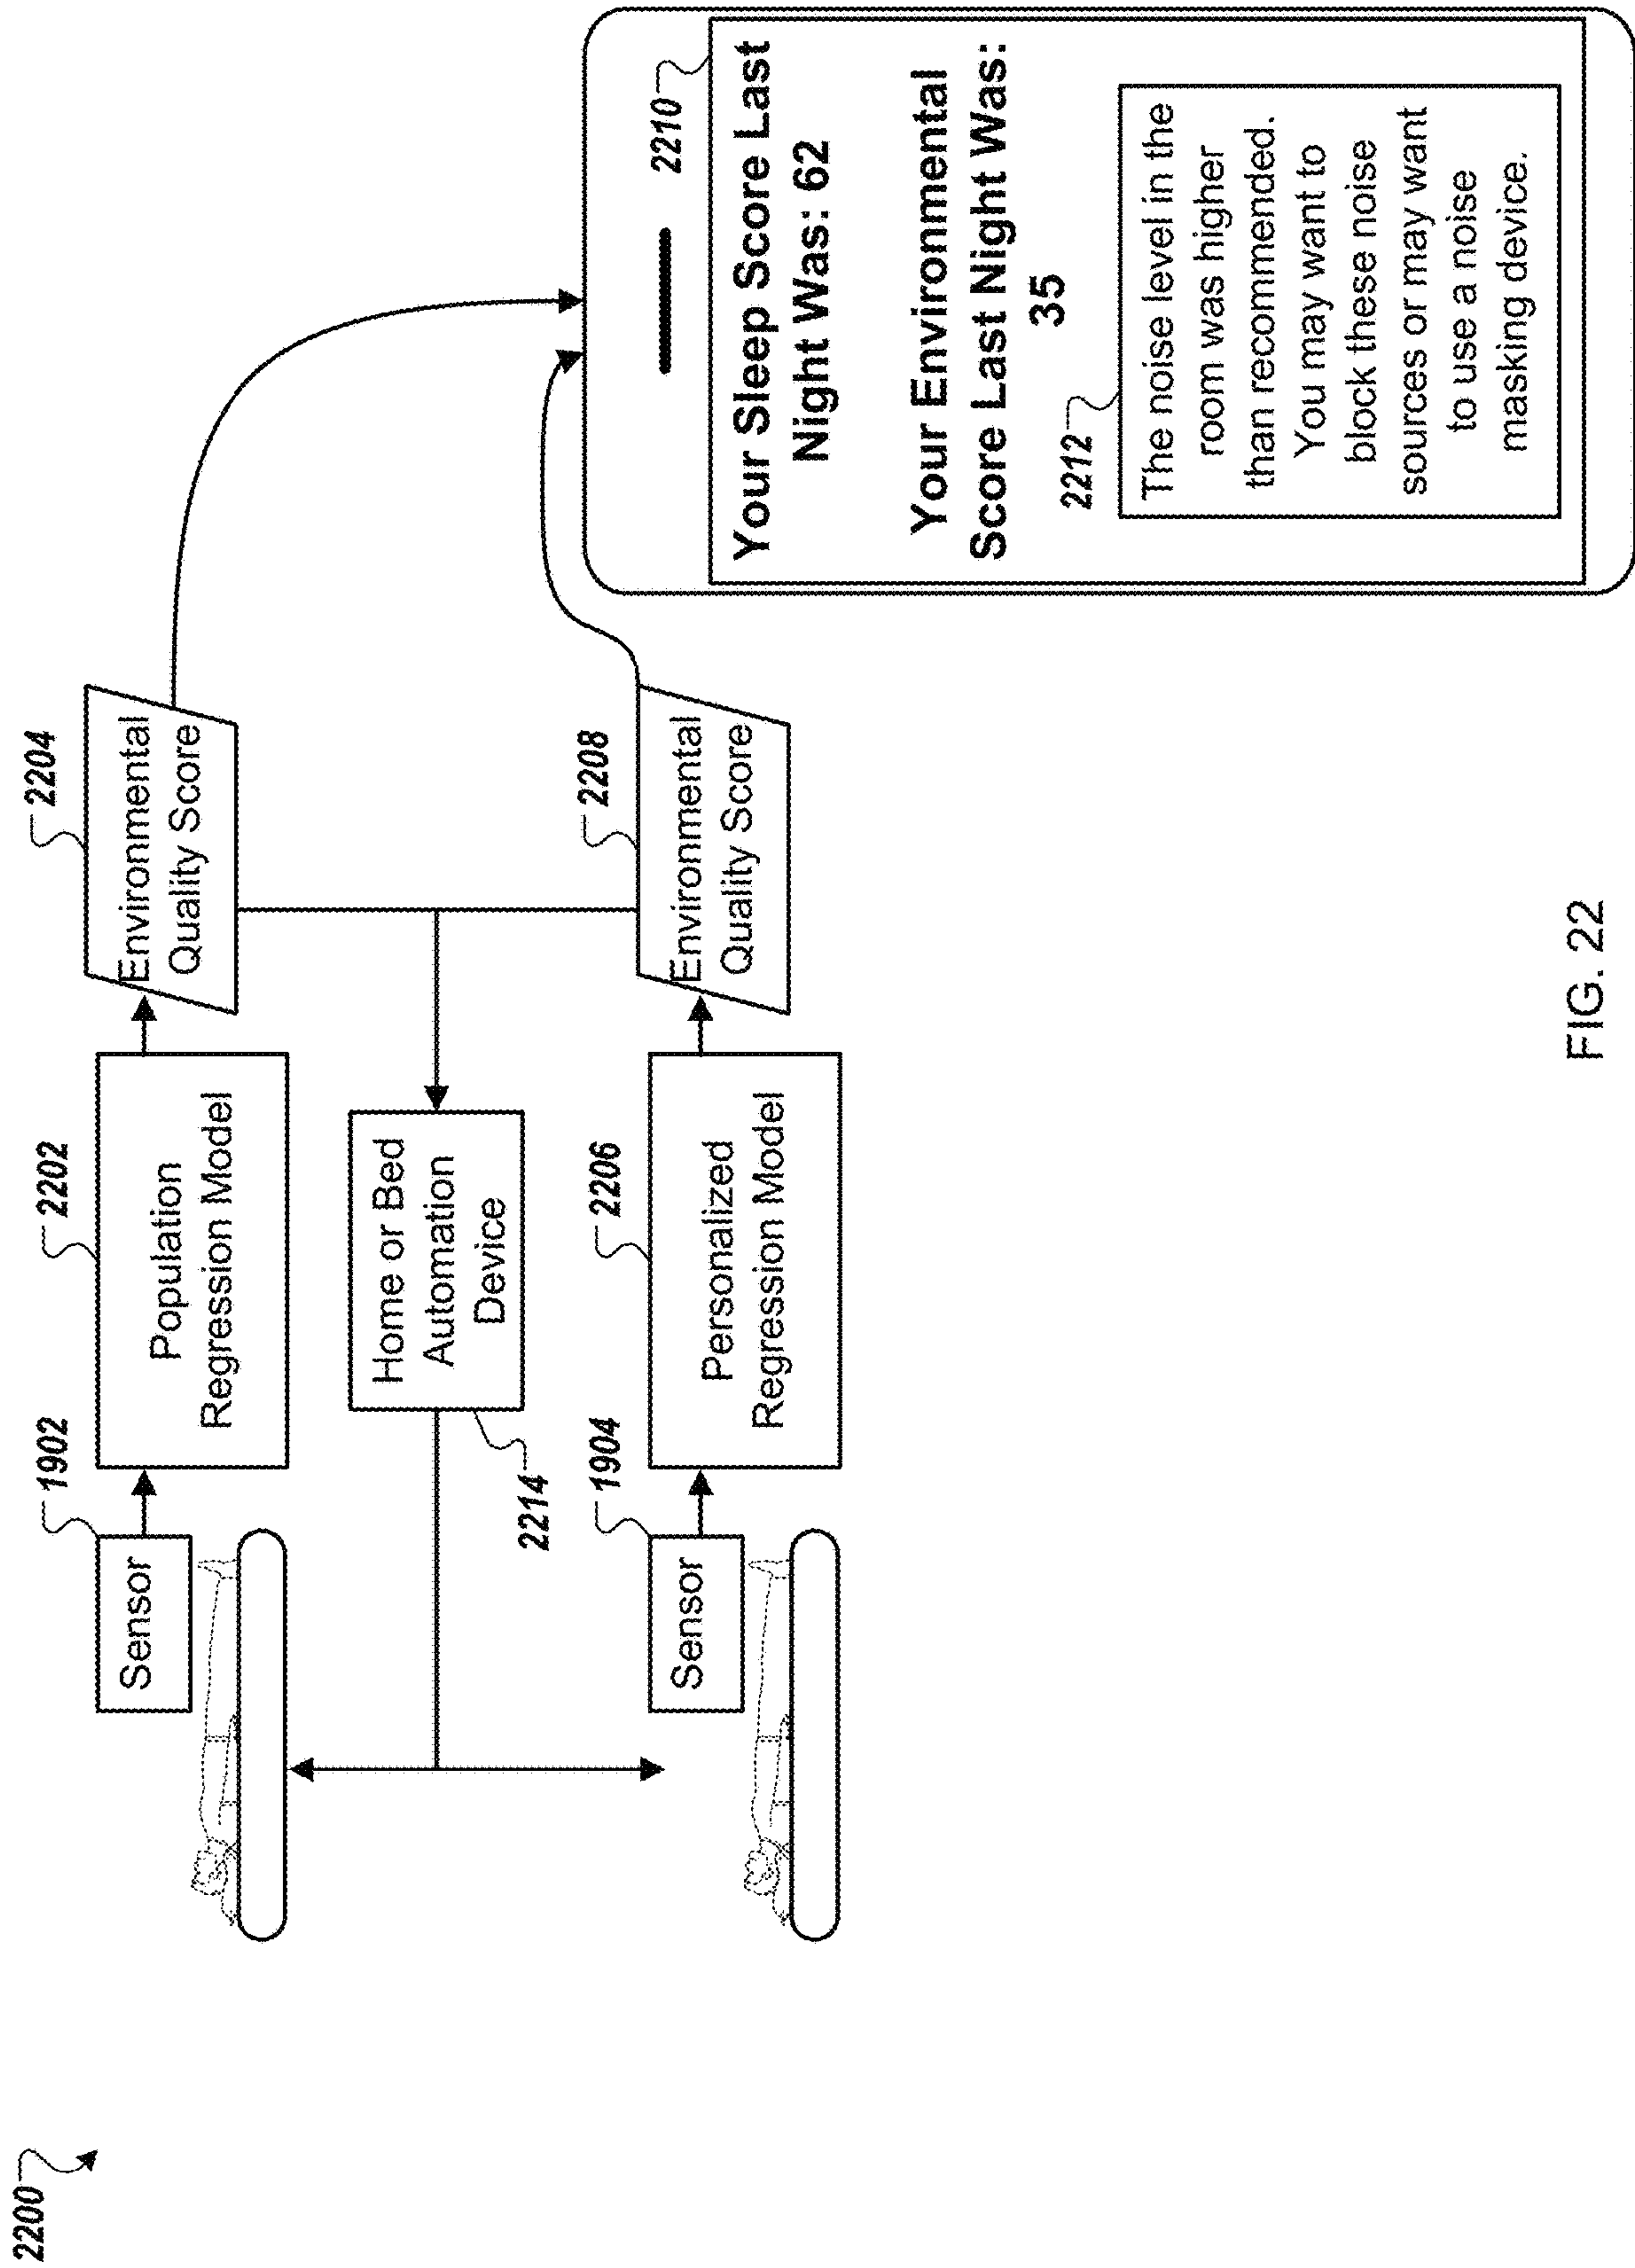 2200
1902
Sensor
2202
Population
Regression Model
2204
Environmental
Quality Score
Home or Bed
Automation
Device
2214
1904
Sensor
2206
Personalized
Regression Model
2208
Environmental
Quality Score
2210
Your Sleep Score Last
Night Was: 62
Your Environmental
Score Last Night Was:
35
2212
The noise level in the
room was higher
than recommended.
You may want to
block these noise
sources or may want
to use a noise
masking device.
FIG. 22